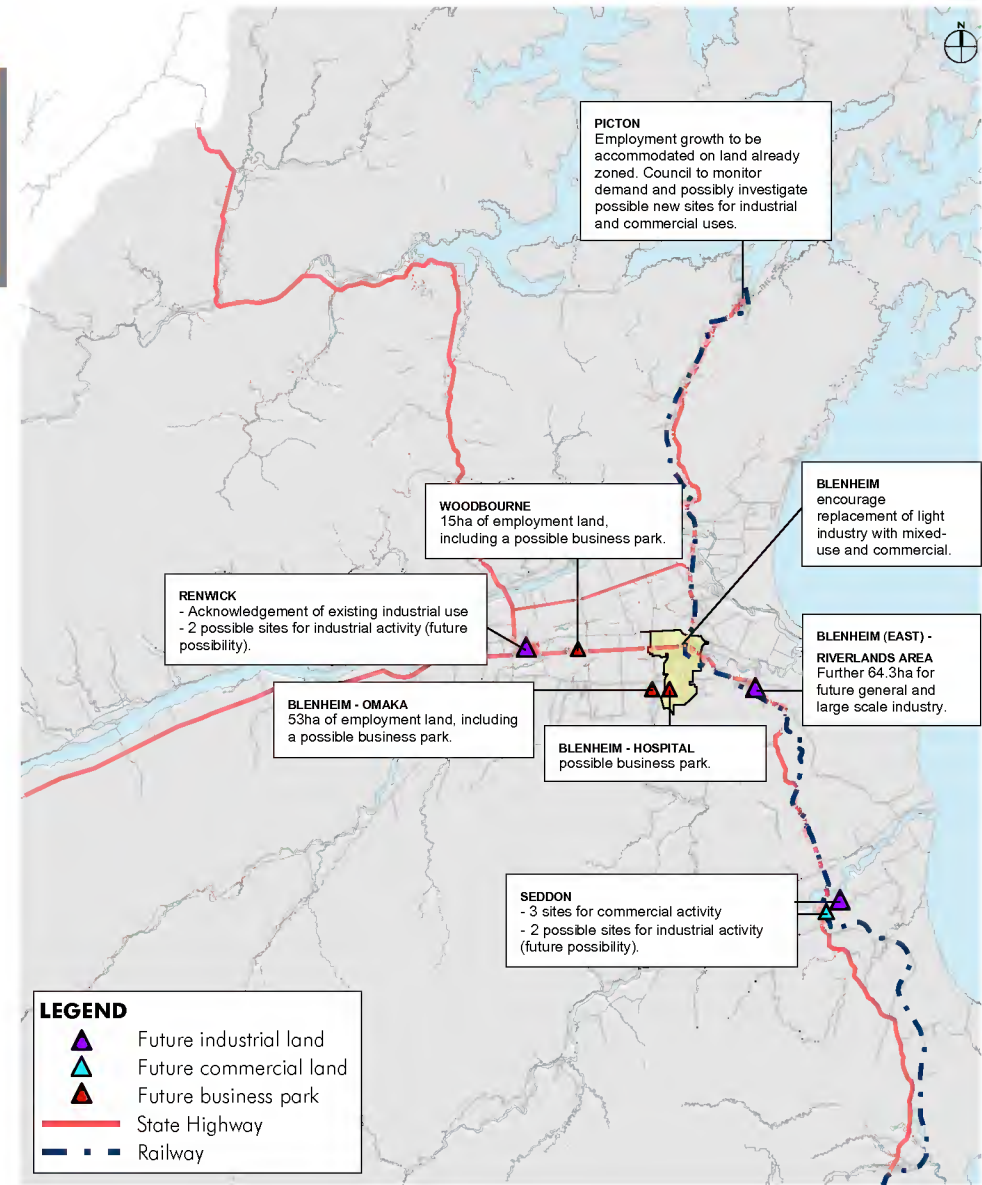 N
PICTON
Employment growth to be
accommodated on land already
zoned. Council to monitor
demand and possibly investigate
possible new sites for industrial
and commercial uses.
BLENHEIM
encourage
replacement of light
industry with mixed-
use and commercial.
WOODBOURNE
15ha of employment land,
including a possible business park.
RENWICK
- Acknowledgement of existing industrial use
- 2 possible sites for industrial activity (future
possibility).
BLENHEIM (EAST) -
RIVERLANDS AREA
Further 64.3ha for
future general and
large scale industry.
BLENHEIM - OMAKA
53ha of employment land, including
a possible business park.
BLENHEIM - HOSPITAL
possible business park.
SEDDON
- 3 sites for commercial activity
- 2 possible sites for industrial activity
(future possibility).
LEGEND
Future industrial land
Future commercial land
Future business park
State Highway
Railway